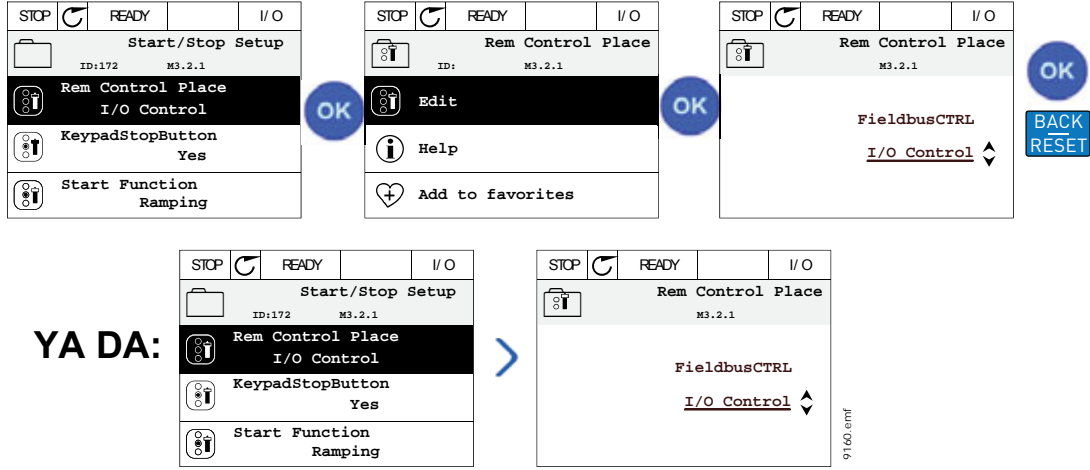 STOP READY I/O
Start/Stop Setup
ID:172 M3.2.1
Rem Control Place
I/O Control
KeypadStopButton
Yes
Start Function
Ramping
OK
STOP READY I/O
Rem Control Place
ID: M3.2.1
Edit
Help
Add to favorites
OK
STOP READY I/O
Rem Control Place
M3.2.1
FieldbusCTRL
I/O Control
OK
BACK
RESET
YA DA:
STOP READY I/O
Start/Stop Setup
ID:172 M3.2.1
Rem Control Place
I/O Control
KeypadStopButton
Yes
Start Function
Ramping
STOP READY I/O
Rem Control Place
M3.2.1
FieldbusCTRL
I/O Control
9160.emf